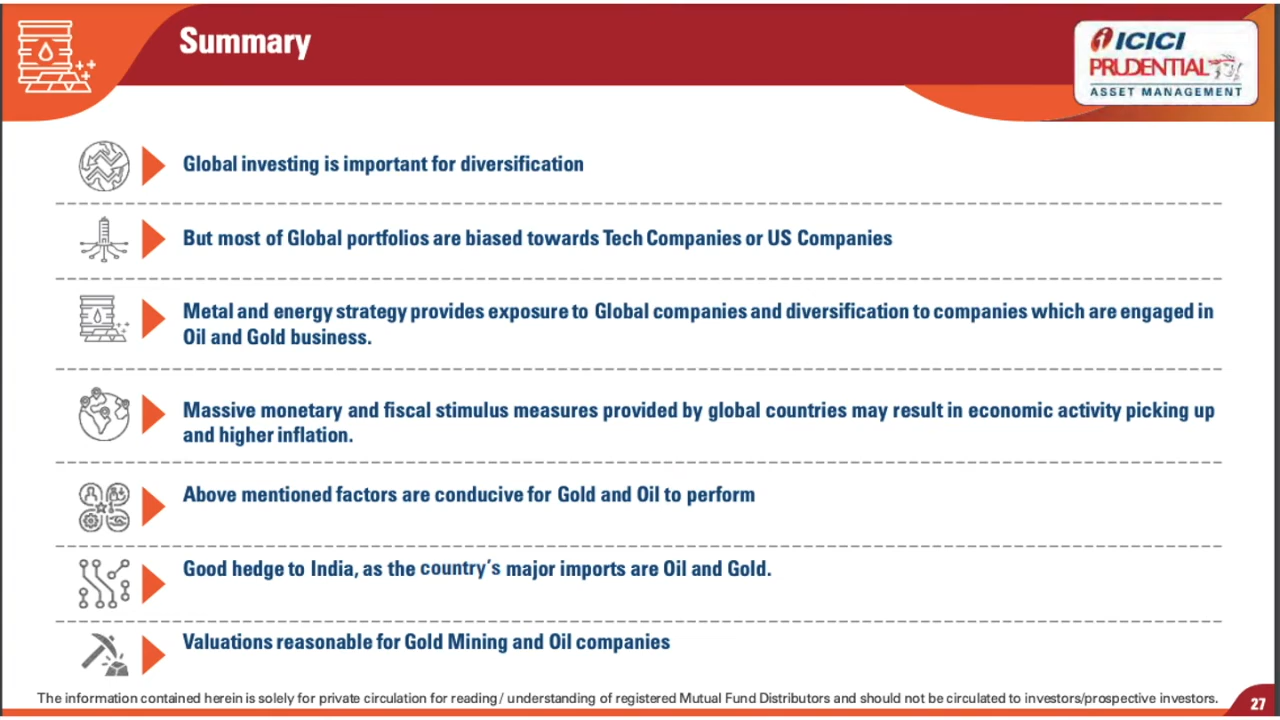 Summary
ICICI
PRUDENTIAL
ASSET MANAGEMENT
Global investing is important for diversification
But most of Global portfolios are biased towards Tech Companies or US Companies
Metal and energy strategy provides exposure to Global companies and diversification to companies which are engaged in
Oil and Gold business.
Massive monetary and fiscal stimulus measures provided by global countries may result in economic activity picking up
and higher inflation.
Above mentioned factors are conducive for Gold and Oil to perform
Good hedge to India, as the country's major imports are Oil and Gold.
Valuations reasonable for Gold Mining and Oil companies
The information contained herein is solely for private circulation for reading / understanding of registered Mutual Fund Distributors and should not be circulated to investors/prospective investors.
27